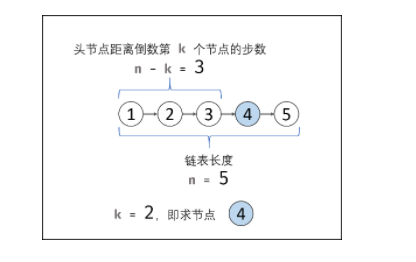 头节点距离倒数第 k 个节点的步数
n - k = 3
1 2 3 4 5
链表长度
n = 5
k = 2, 即求节点 4